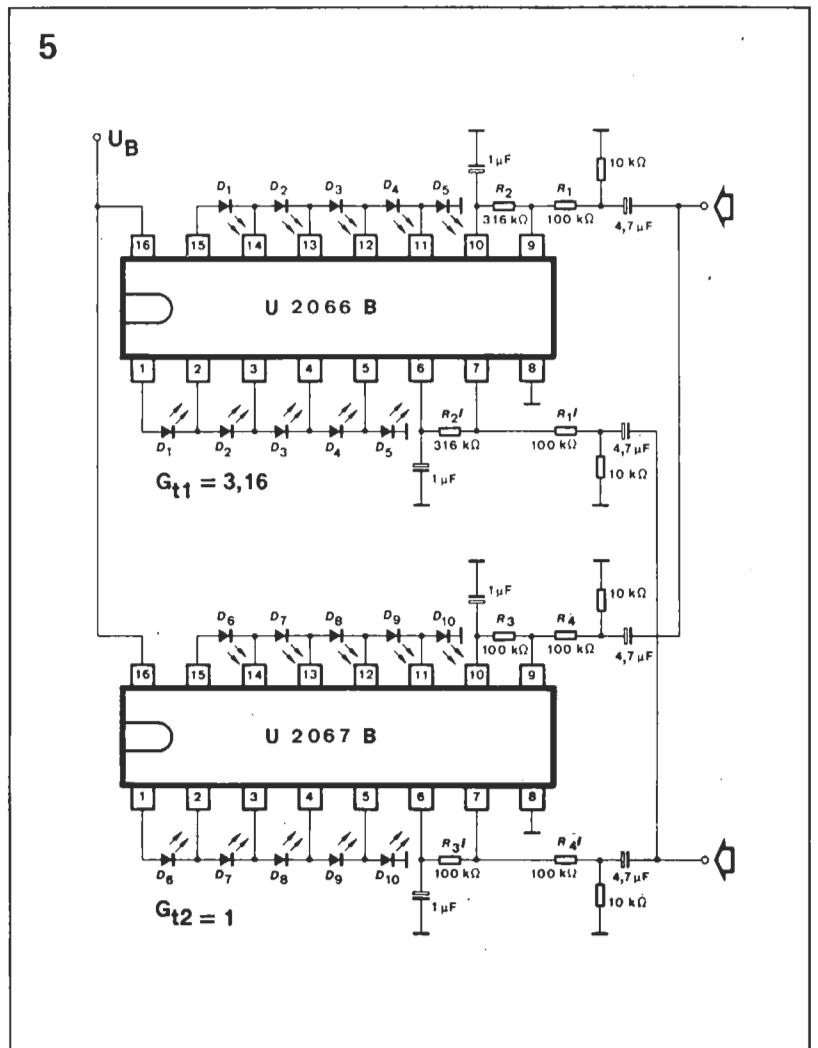 5
U_B
10 kΩ
1 µF
D1 D2 D3 D4 D5 R2 R1
316 kΩ 100 kΩ 4,7 µF
16 15 14 13 12 11 10 9
U 2066 B
1 2 3 4 5 6 7 8
R2' R1'
D1 D2 D3 D4 D5 316 kΩ 100 kΩ 4,7 µF
1 µF 10 kΩ
Gt1 = 3,16
1 µF 10 kΩ
D6 D7 D8 D9 D10 R3 R4
100 kΩ 100 kΩ 4,7 µF
16 15 14 13 12 11 10 9
U 2067 B
1 2 3 4 5 6 7 8
R3' R4'
D6 D7 D8 D9 D10 100 kΩ 100 kΩ 4,7 µF
1 µF 10 kΩ
Gt2 = 1